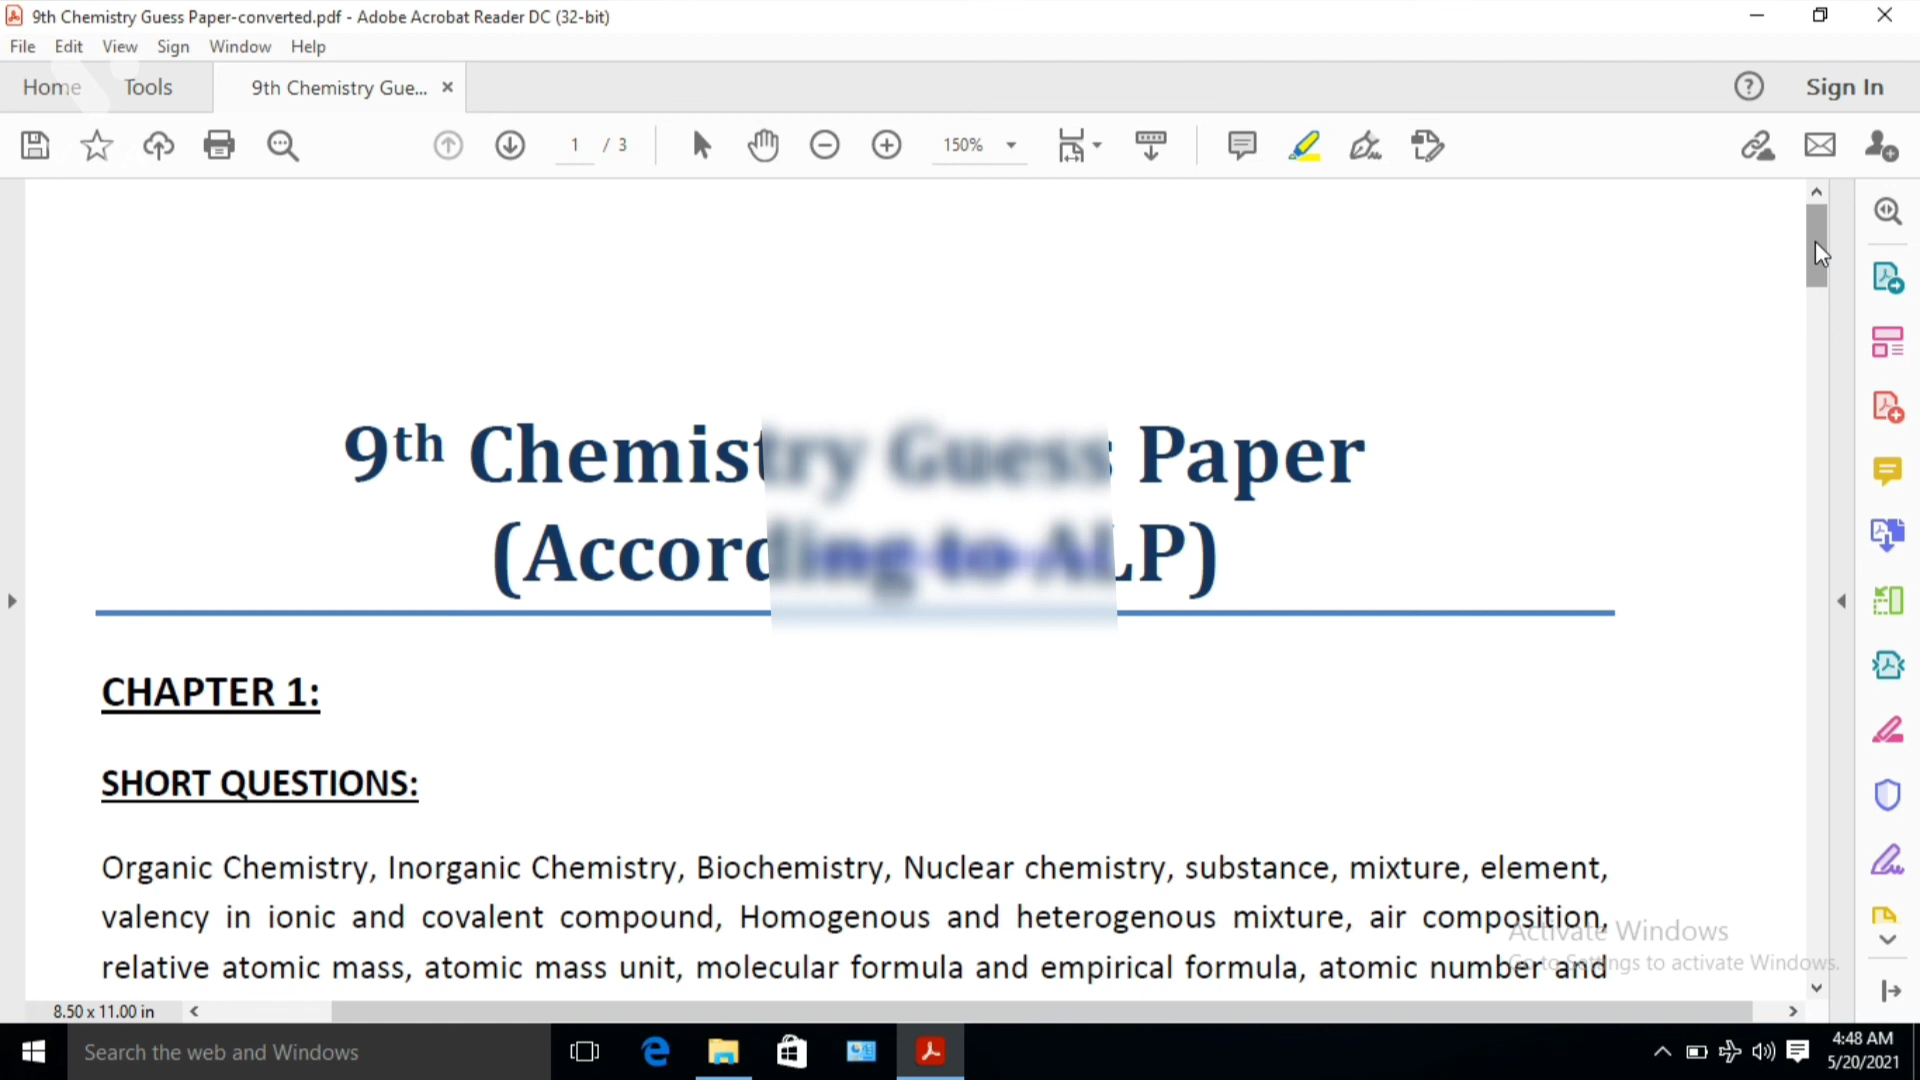 9th Chemistry Guess Paper-converted.pdf - Adobe Acrobat Reader DC (32-bit)
File Edit View Sign Window Help
Home Tools 9th Chemistry Gue... × Sign In
1 / 3 150%
9th Chemistry Guess Paper
(According to ALP)
CHAPTER 1:
SHORT QUESTIONS:
Organic Chemistry, Inorganic Chemistry, Biochemistry, Nuclear chemistry, substance, mixture, element,
valency in ionic and covalent compound, Homogenous and heterogenous mixture, air composition,
relative atomic mass, atomic mass unit, molecular formula and empirical formula, atomic number and
Activate Windows
Go to Settings to activate Windows.
8.50 x 11.00 in
Search the web and Windows
4:48 AM
5/20/2021